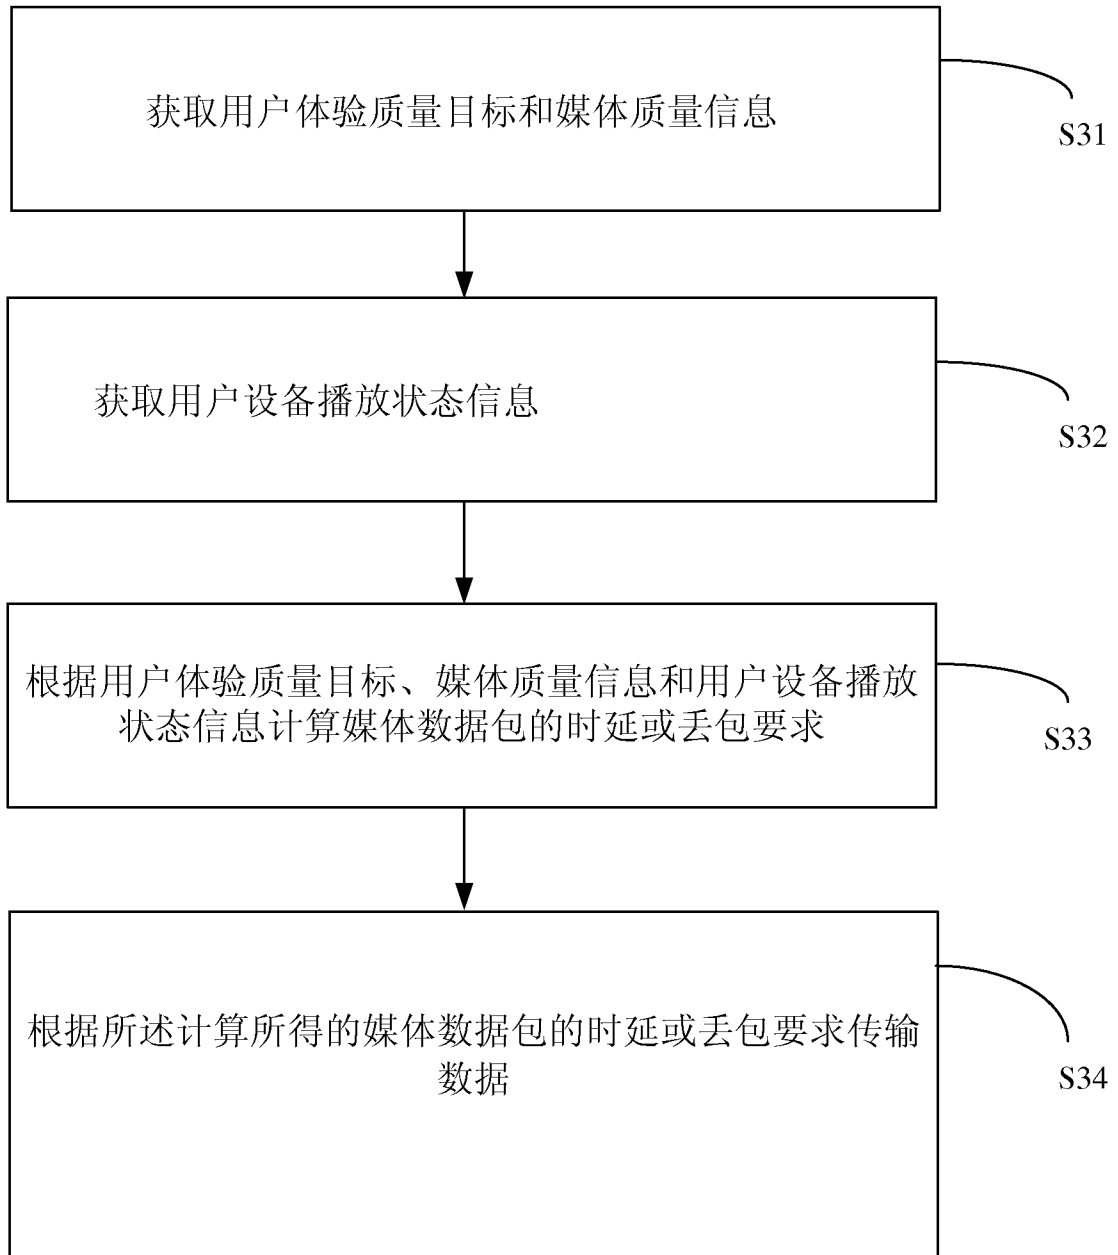 获取用户体验质量目标和媒体质量信息
S31
获取用户设备播放状态信息
S32
根据用户体验质量目标、媒体质量信息和用户设备播放
状态信息计算媒体数据包的时延或丢包要求
S33
根据所述计算所得的媒体数据包的时延或丢包要求传输
数据
S34